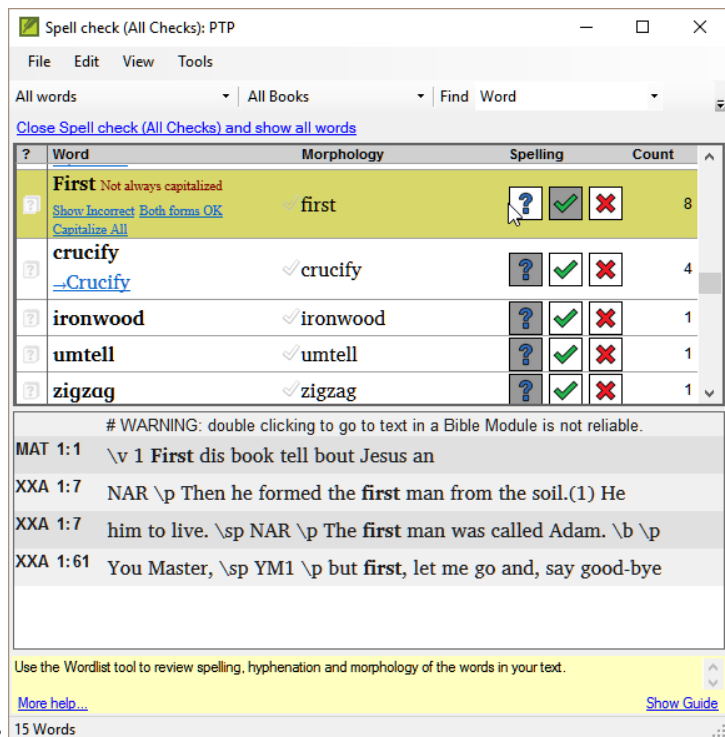 Spell check (All Checks): PTP
File Edit View Tools
All words All Books Find Word
Close Spell check (All Checks) and show all words
? Word Morphology Spelling Count
First Not always capitalized
Show Incorrect Both forms OK
Capitalize All
first 8
crucify
→Crucify
crucify 4
ironwood ironwood 1
umtell umtell 1
zigzag zigzag 1
# WARNING: double clicking to go to text in a Bible Module is not reliable.
MAT 1:1 \v 1 First dis book tell bout Jesus an
XXA 1:7 NAR \p Then he formed the first man from the soil.(1) He
XXA 1:7 him to live. \sp NAR \p The first man was called Adam. \b \p
XXA 1:61 You Master, \sp YM1 \p but first, let me go and, say good-bye
Use the Wordlist tool to review spelling, hyphenation and morphology of the words in your text.
More help... Show Guide
15 Words